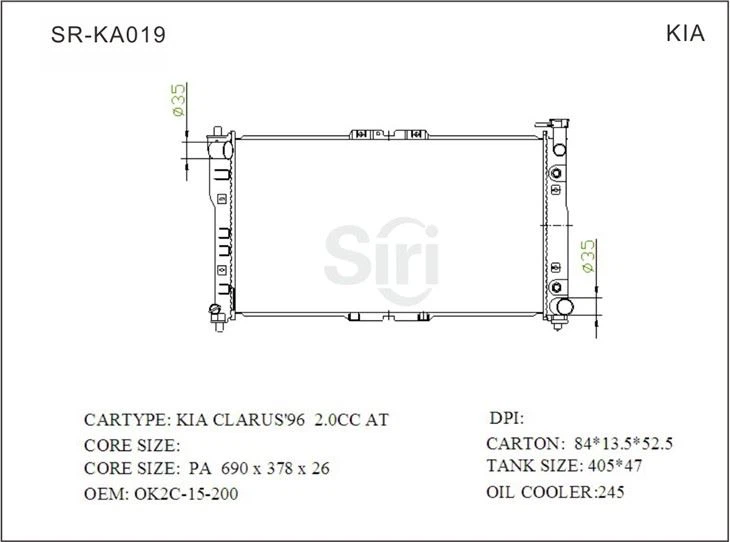 SR-KA019
KIA
ø35
Siri
ø35
CARTYPE: KIA CLARUS'96 2.0CC AT
CORE SIZE:
CORE SIZE: PA 690 x 378 x 26
OEM: OK2C-15-200
DPI:
CARTON: 84*13.5*52.5
TANK SIZE: 405*47
OIL COOLER:245